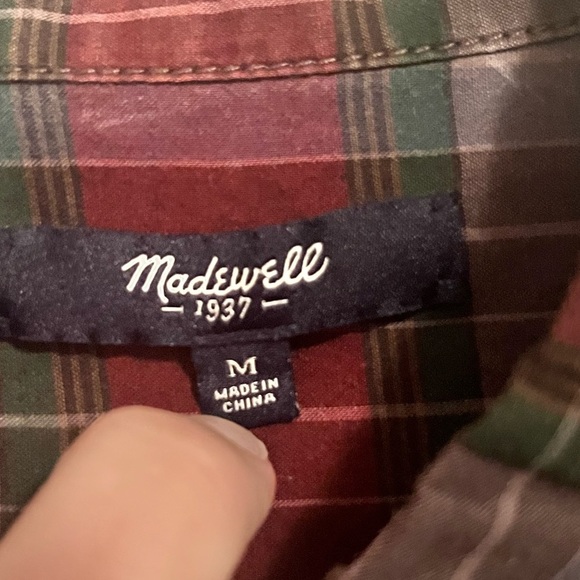 Madewell
— 1937 —
M
MADE IN
CHINA